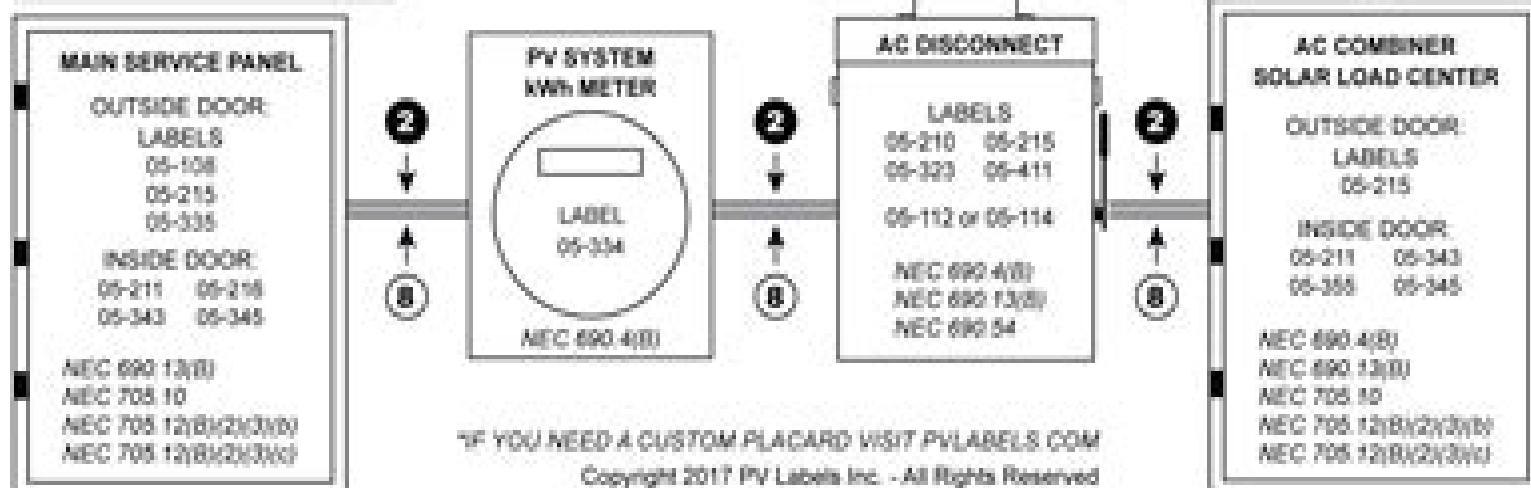 MAIN SERVICE PANEL
OUTSIDE DOOR:
LABELS
05-108
05-215
05-335
INSIDE DOOR:
05-211 05-216
05-343 05-345
NEC 690.13(B)
NEC 705.10
NEC 705.12(B)(2)(3)(b)
NEC 705.12(B)(2)(3)(c)
2
8
PV SYSTEM
kWh METER
LABEL
05-334
NEC 690.4(B)
2
8
AC DISCONNECT
LABELS
05-210 05-215
05-323 05-411
05-112 or 05-114
NEC 690.4(B)
NEC 690.13(B)
NEC 690.54
2
8
AC COMBINER
SOLAR LOAD CENTER
OUTSIDE DOOR:
LABELS
05-215
INSIDE DOOR:
05-211 05-343
05-355 05-345
NEC 690.4(B)
NEC 690.13(B)
NEC 705.10
NEC 705.12(B)(2)(3)(b)
NEC 705.12(B)(2)(3)(c)
*IF YOU NEED A CUSTOM PLACARD VISIT PVLABELS.COM
Copyright 2017 PV Labels Inc. - All Rights Reserved